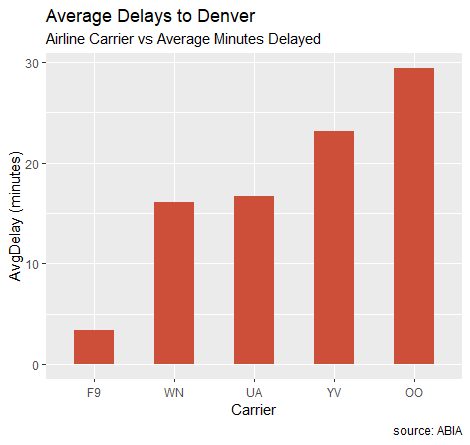 Average Delays to Denver
Airline Carrier vs Average Minutes Delayed
AvgDelay (minutes)
30
20
10
0
F9 WN UA YV OO
Carrier
source: ABIA